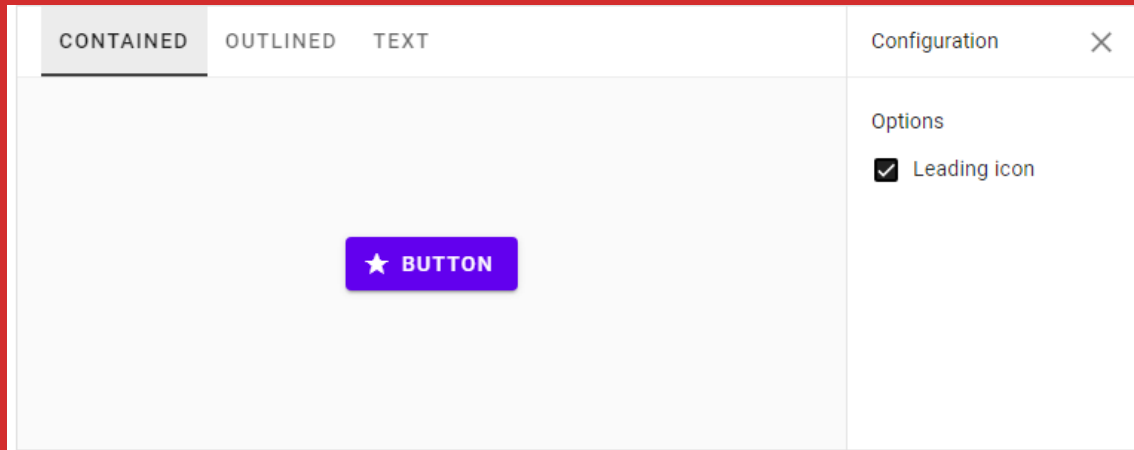 CONTAINED OUTLINED TEXT
Configuration
Options
Leading icon
BUTTON